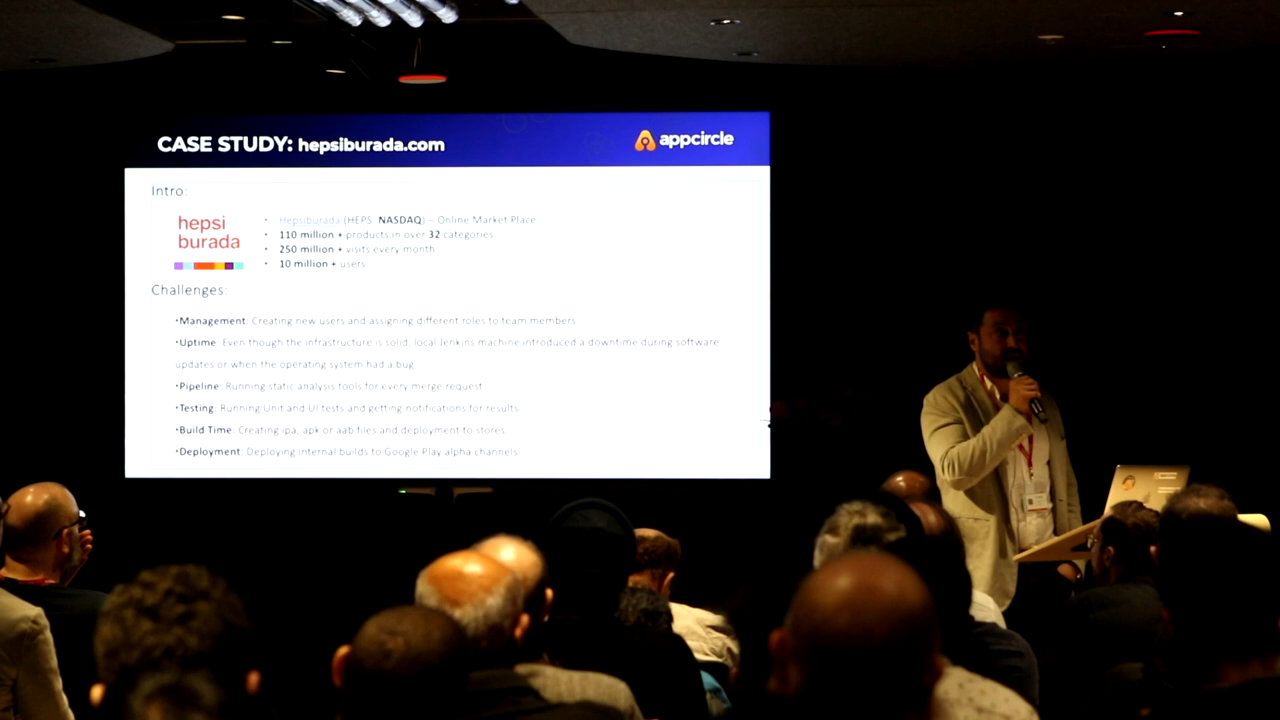 CASE STUDY: hepsiburada.com
appcircle
Intro:
hepsi
burada
• Hepsiburada (HEPS: NASDAQ) – Online Market Place
• 110 million + products in over 32 categories
• 250 million + visits every month
• 10 million + users
Challenges:
•Management: Creating new users and assigning different roles to team members
•Uptime: Even though the infrastructure is solid, local Jenkins machine introduced a downtime during software
updates or when the operating system had a bug
•Pipeline: Running static analysis tools for every merge request
•Testing: Running Unit and UI tests and getting notifications for results
•Build Time: Creating ipa, apk or aab files and deployment to stores
•Deployment: Deploying internal builds to Google Play alpha channels